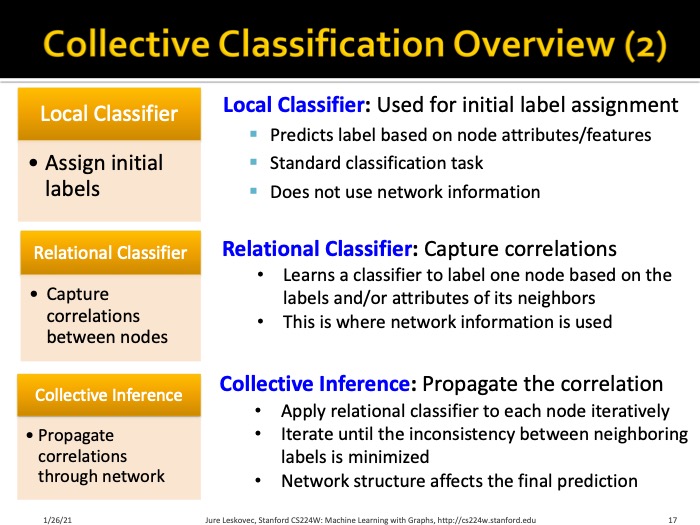 Collective Classification Overview (2)
Local Classifier
• Assign initial
labels
Local Classifier: Used for initial label assignment
▪ Predicts label based on node attributes/features
▪ Standard classification task
▪ Does not use network information
Relational Classifier
• Capture
correlations
between nodes
Relational Classifier: Capture correlations
• Learns a classifier to label one node based on the
labels and/or attributes of its neighbors
• This is where network information is used
Collective Inference
• Propagate
correlations
through network
Collective Inference: Propagate the correlation
• Apply relational classifier to each node iteratively
• Iterate until the inconsistency between neighboring
labels is minimized
• Network structure affects the final prediction
1/26/21
Jure Leskovec, Stanford CS224W: Machine Learning with Graphs, http://cs224w.stanford.edu
17